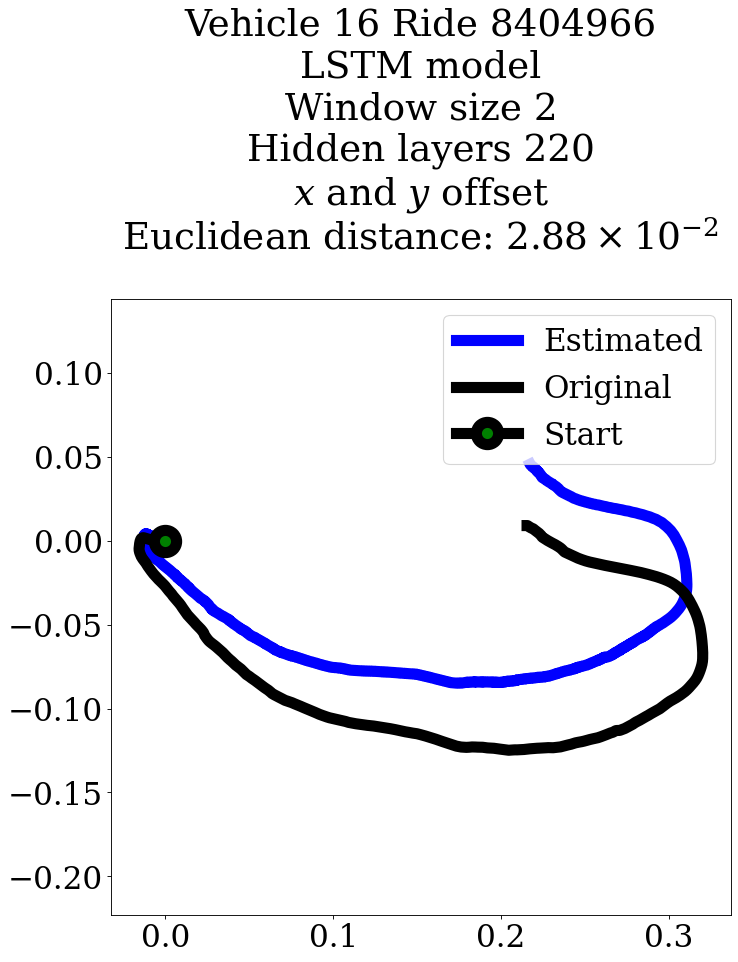 Vehicle 16 Ride 8404966
LSTM model
Window size 2
Hidden layers 220
x and y offset
Euclidean distance: 2.88 × 10⁻²
Estimated
Original
Start
0.10
0.05
0.00
−0.05
−0.10
−0.15
−0.20
0.0 0.1 0.2 0.3